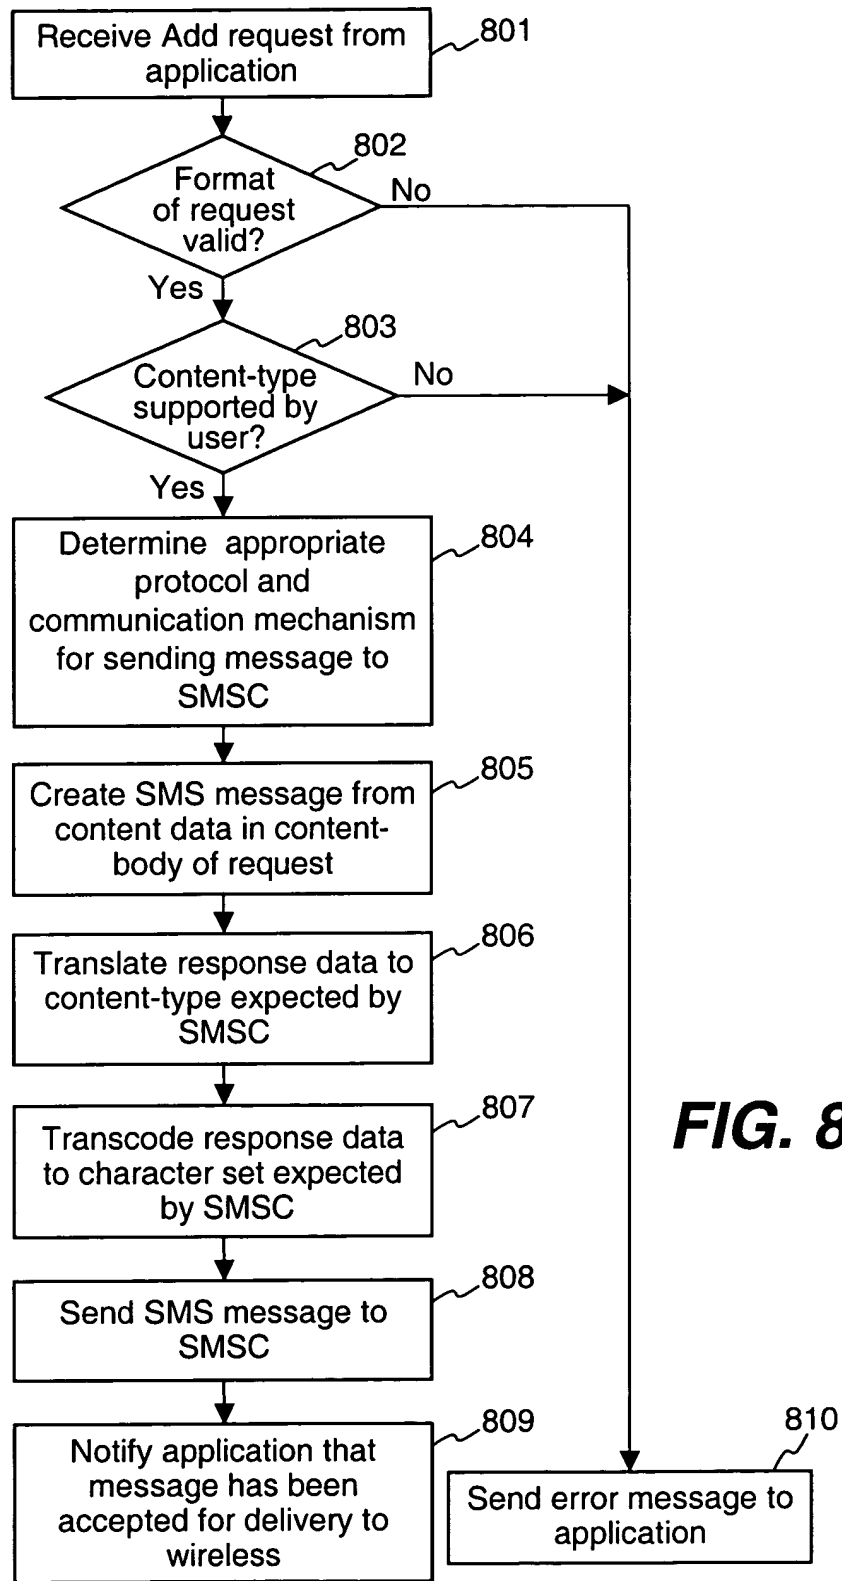 Receive Add request from
application
801
802
Format
of request
valid?
No
Yes
803
Content-type
supported by
user?
No
Yes
804
Determine appropriate
protocol and
communication mechanism
for sending message to
SMSC
805
Create SMS message from
content data in content-
body of request
806
Translate response data to
content-type expected by
SMSC
807
Transcode response data
to character set expected
by SMSC
FIG. 8
808
Send SMS message to
SMSC
809
Notify application that
message has been
accepted for delivery to
wireless
810
Send error message to
application